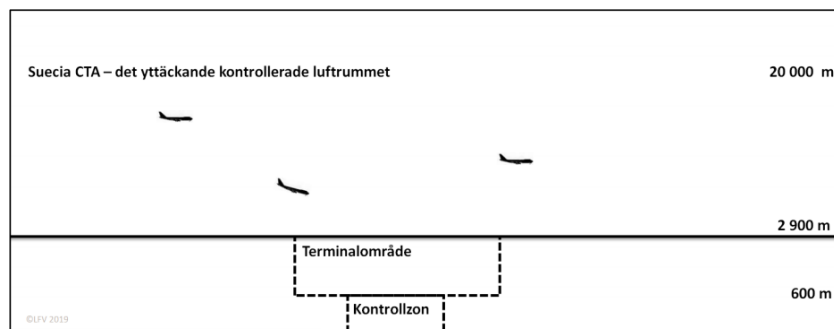 Suecia CTA – det yttäckande kontrollerade luftrummet
20 000 m
2 900 m
Terminalområde
600 m
Kontrollzon
©LFV 2019